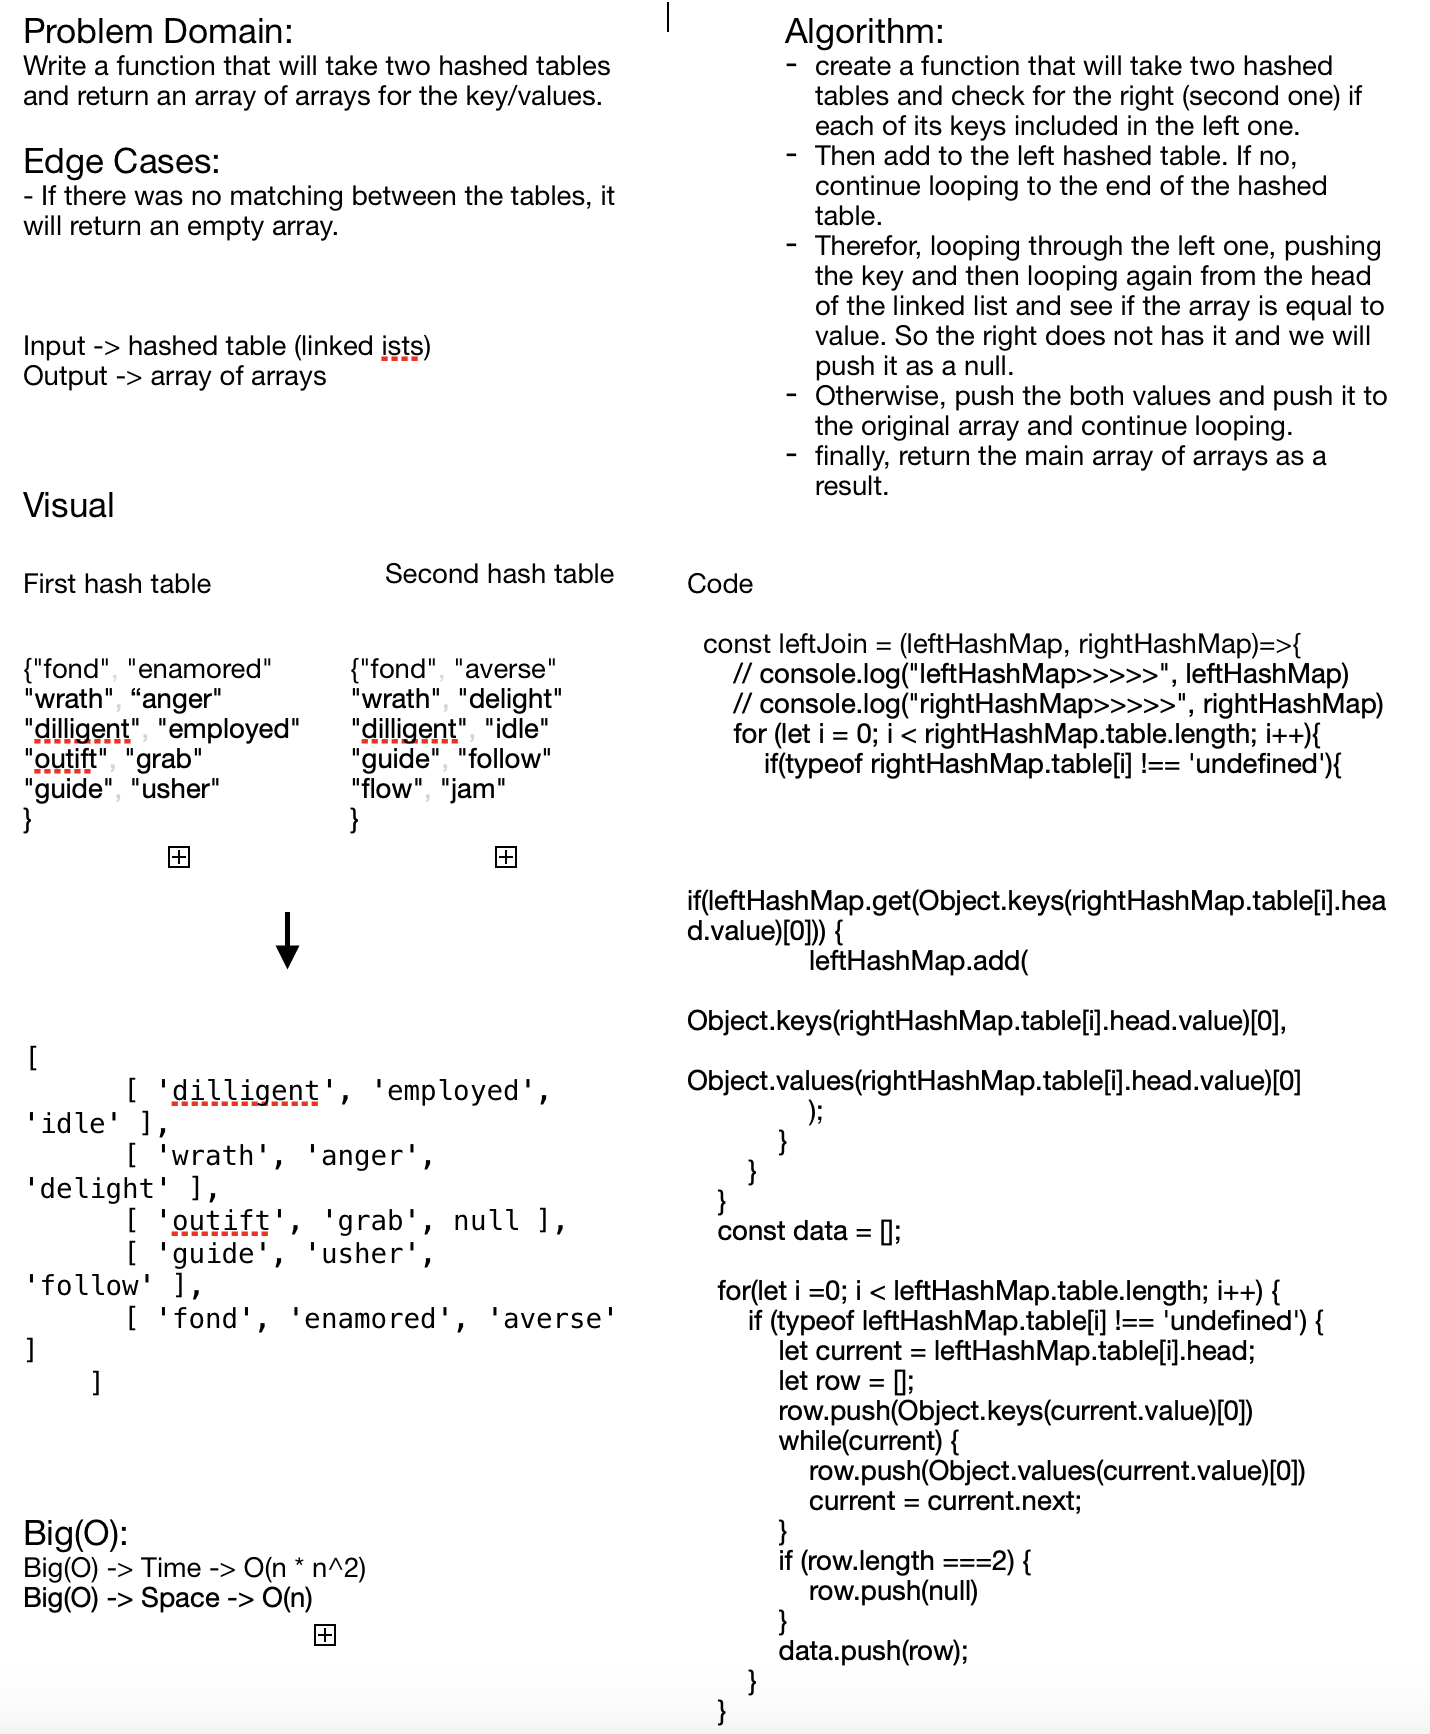 Problem Domain:
Write a function that will take two hashed tables
and return an array of arrays for the key/values.
Edge Cases:
- If there was no matching between the tables, it
will return an empty array.
Input -> hashed table (linked ists)
Output -> array of arrays
Visual
First hash table
{"fond", "enamored"
"wrath", “anger"
"dilligent", "employed"
"outift", "grab"
"guide", "usher"
}
Second hash table
{"fond", "averse"
"wrath", "delight"
"dilligent", "idle"
"guide", "follow"
"flow", "jam"
}
[
[ 'dilligent', 'employed',
'idle' ],
[ 'wrath', 'anger',
'delight' ],
[ 'outift', 'grab', null ],
[ 'guide', 'usher',
'follow' ],
[ 'fond', 'enamored', 'averse'
]
]
Big(O):
Big(O) -> Time -> O(n * n^2)
Big(O) -> Space -> O(n)
Algorithm:
- create a function that will take two hashed
tables and check for the right (second one) if
each of its keys included in the left one.
- Then add to the left hashed table. If no,
continue looping to the end of the hashed
table.
- Therefor, looping through the left one, pushing
the key and then looping again from the head
of the linked list and see if the array is equal to
value. So the right does not has it and we will
push it as a null.
- Otherwise, push the both values and push it to
the original array and continue looping.
- finally, return the main array of arrays as a
result.
Code
const leftJoin = (leftHashMap, rightHashMap)=>{
// console.log("leftHashMap>>>>>", leftHashMap)
// console.log("rightHashMap>>>>>", rightHashMap)
for (let i = 0; i < rightHashMap.table.length; i++){
if(typeof rightHashMap.table[i] !== 'undefined'){
if(leftHashMap.get(Object.keys(rightHashMap.table[i].hea
d.value)[0])) {
leftHashMap.add(
Object.keys(rightHashMap.table[i].head.value)[0],
Object.values(rightHashMap.table[i].head.value)[0]
);
}
}
}
const data = [];
for(let i =0; i < leftHashMap.table.length; i++) {
if (typeof leftHashMap.table[i] !== 'undefined') {
let current = leftHashMap.table[i].head;
let row = [];
row.push(Object.keys(current.value)[0])
while(current) {
row.push(Object.values(current.value)[0])
current = current.next;
}
if (row.length ===2) {
row.push(null)
}
data.push(row);
}
}